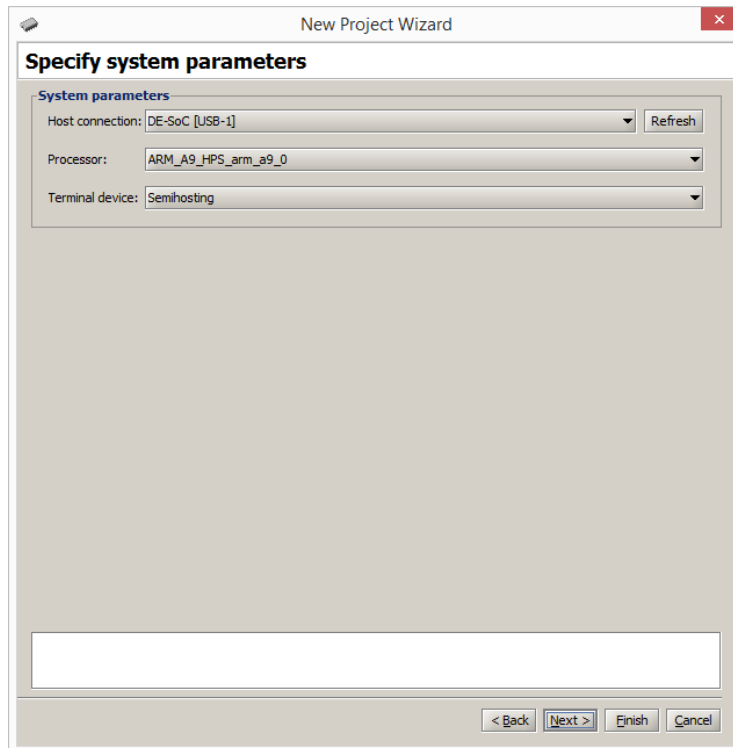 New Project Wizard
Specify system parameters
System parameters
Host connection: DE-SoC [USB-1] Refresh
Processor: ARM_A9_HPS_arm_a9_0
Terminal device: Semihosting
< Back Next > Finish Cancel